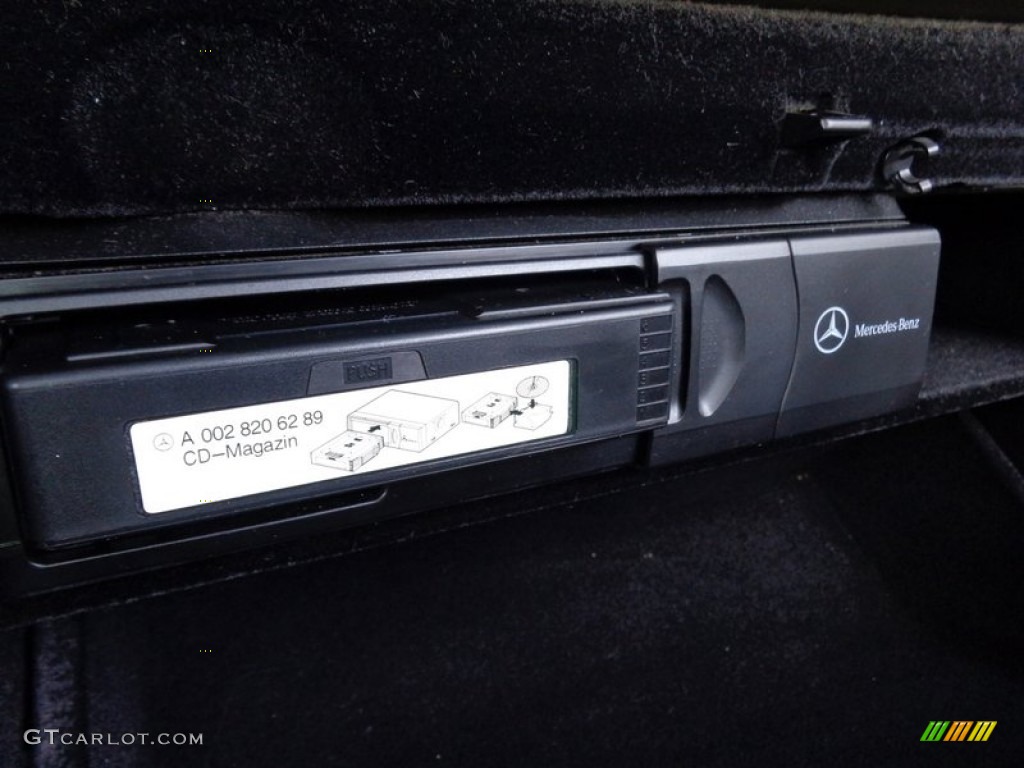 PUSH
A 002 820 62 89
CD-Magazin
Mercedes-Benz
GTCARLOT.COM